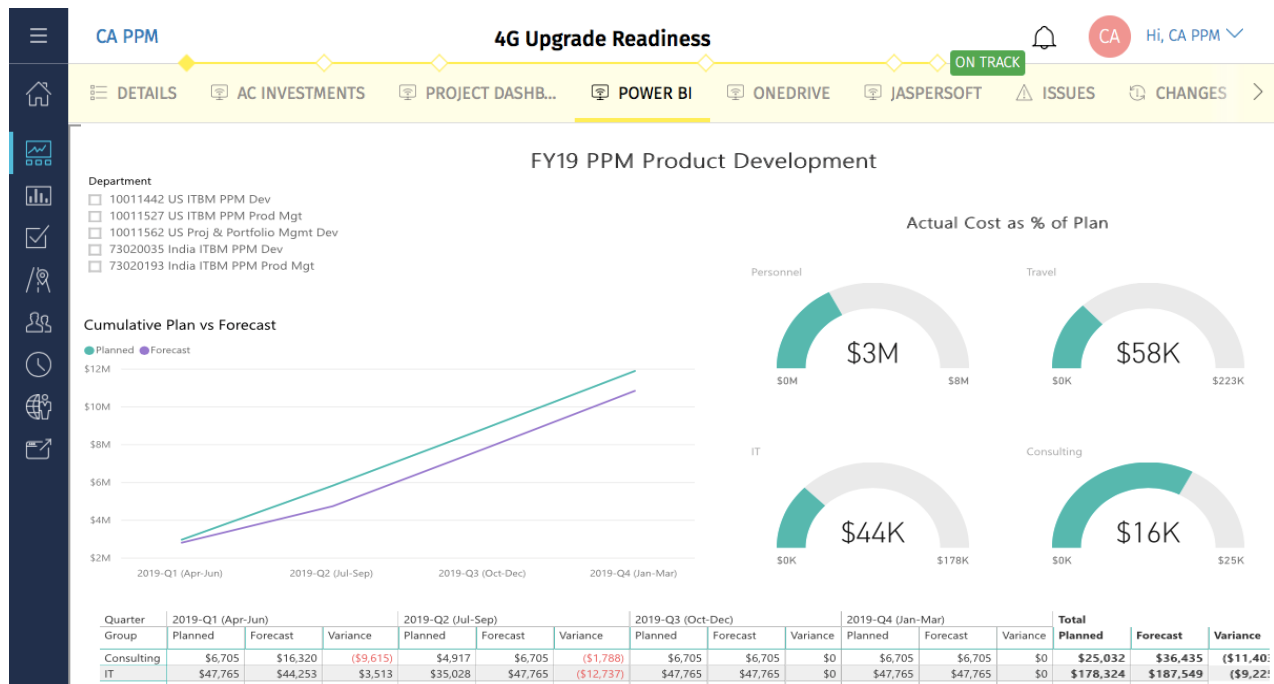 CA PPM
4G Upgrade Readiness
CA
Hi, CA PPM
ON TRACK
DETAILS
AC INVESTMENTS
PROJECT DASHB...
POWER BI
ONEDRIVE
JASPERSOFT
ISSUES
CHANGES
FY19 PPM Product Development
Department
10011442 US ITBM PPM Dev
10011527 US ITBM PPM Prod Mgt
10011562 US Proj & Portfolio Mgmt Dev
73020035 India ITBM PPM Dev
73020193 India ITBM PPM Prod Mgt
Cumulative Plan vs Forecast
Planned Forecast
$12M
$10M
$8M
$6M
$4M
$2M
2019-Q1 (Apr-Jun) 2019-Q2 (Jul-Sep) 2019-Q3 (Oct-Dec) 2019-Q4 (Jan-Mar)
Actual Cost as % of Plan
Personnel
$3M
$0M $8M
Travel
$58K
$0K $223K
IT
$44K
$0K $178K
Consulting
$16K
$0K $25K
Quarter 2019-Q1 (Apr-Jun) 2019-Q2 (Jul-Sep) 2019-Q3 (Oct-Dec) 2019-Q4 (Jan-Mar) Total
Group Planned Forecast Variance Planned Forecast Variance Planned Forecast Variance Planned Forecast Variance Planned Forecast Variance
Consulting $6,705 $16,320 ($9,615) $4,917 $6,705 ($1,788) $6,705 $6,705 $0 $6,705 $6,705 $0 $25,032 $36,435
IT $47,765 $44,253 $3,513 $35,028 $47,765 ($12,737) $47,765 $47,765 $0 $47,765 $47,765 $0 $178,324 $187,549